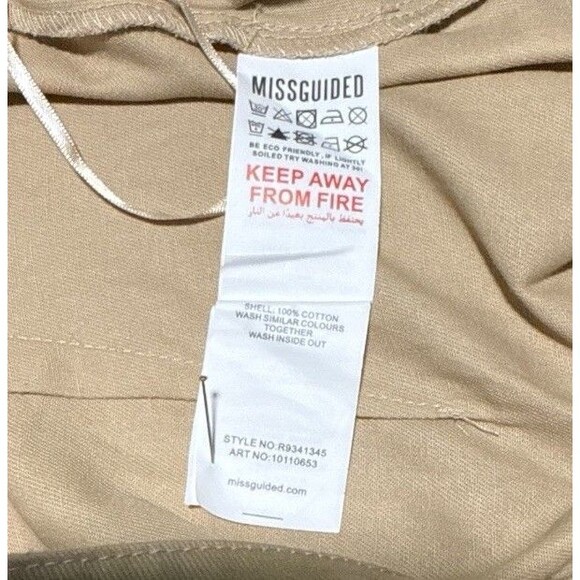 MISSGUIDED
BE ECO FRIENDLY, IF LIGHTLY
SOILED TRY WASHING AT 30!
KEEP AWAY
FROM FIRE
يحتفظ بالمنتج بعيدًا عن النار
SHELL: 100% COTTON
WASH SIMILAR COLOURS
TOGETHER
WASH INSIDE OUT
STYLE NO:R9341345
ART NO:10110653
missguided.com